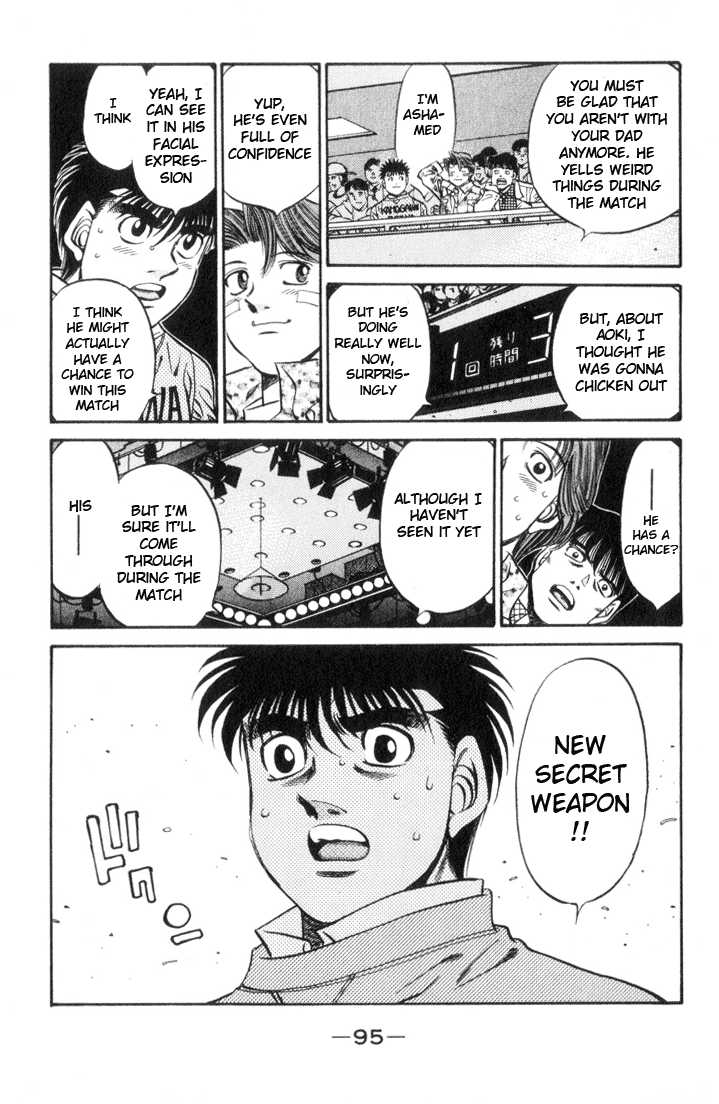 YOU MUST
BE GLAD THAT
YOU AREN'T WITH
YOUR DAD
ANYMORE. HE
YELLS WEIRD
THINGS DURING
THE MATCH
I'M
ASHA-
MED
KAMOGAWA
YUP,
HE'S EVEN
FULL OF
CONFIDENCE
YEAH, I
CAN SEE
IT IN HIS
FACIAL
EXPRES-
SION
I
THINK
I THINK
HE MIGHT
ACTUALLY
HAVE A
CHANCE TO
WIN THIS
MATCH
BUT, ABOUT
AOKI, I
THOUGHT HE
WAS GONNA
CHICKEN OUT
1回
残り
時間
3
BUT HE'S
DOING
REALLY WELL
NOW,
SURPRIS-
INGLY
—
HE
HAS A
CHANCE?
ALTHOUGH I
HAVEN'T
SEEN IT YET
BUT I'M
SURE IT'LL
COME
THROUGH
DURING THE
MATCH
HIS
—
NEW
SECRET
WEAPON
!!
ドクン
—95—